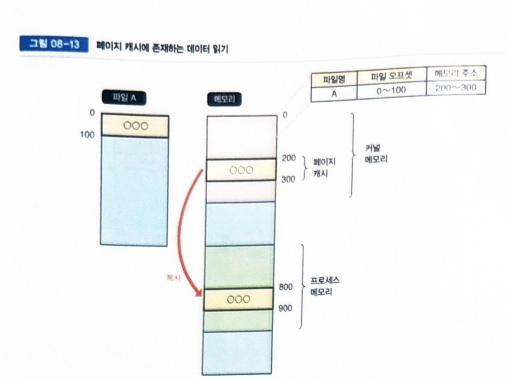 그림 08-13 페이지 캐시에 존재하는 데이터 읽기
파일명 파일 오프셋 메모리 주소
A 0~100 200~300
파일 A
메모리
0
○○○
100
0
200
○○○
300
페이지
캐시
커널
메모리
복사
800
○○○
900
프로세스
메모리